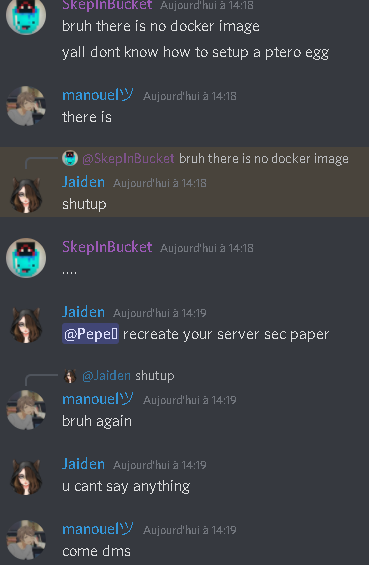 SkepInBucket Aujourd'hui à 14:18
bruh there is no docker image
yall dont know how to setup a ptero egg
manouelツ Aujourd'hui à 14:18
there is
@SkepInBucket bruh there is no docker image
Jaiden Aujourd'hui à 14:18
shutup
SkepInBucket Aujourd'hui à 14:18
....
Jaiden Aujourd'hui à 14:19
@Pepe▯ recreate your server sec paper
@Jaiden shutup
manouelツ Aujourd'hui à 14:19
bruh again
Jaiden Aujourd'hui à 14:19
u cant say anything
manouelツ Aujourd'hui à 14:19
come dms